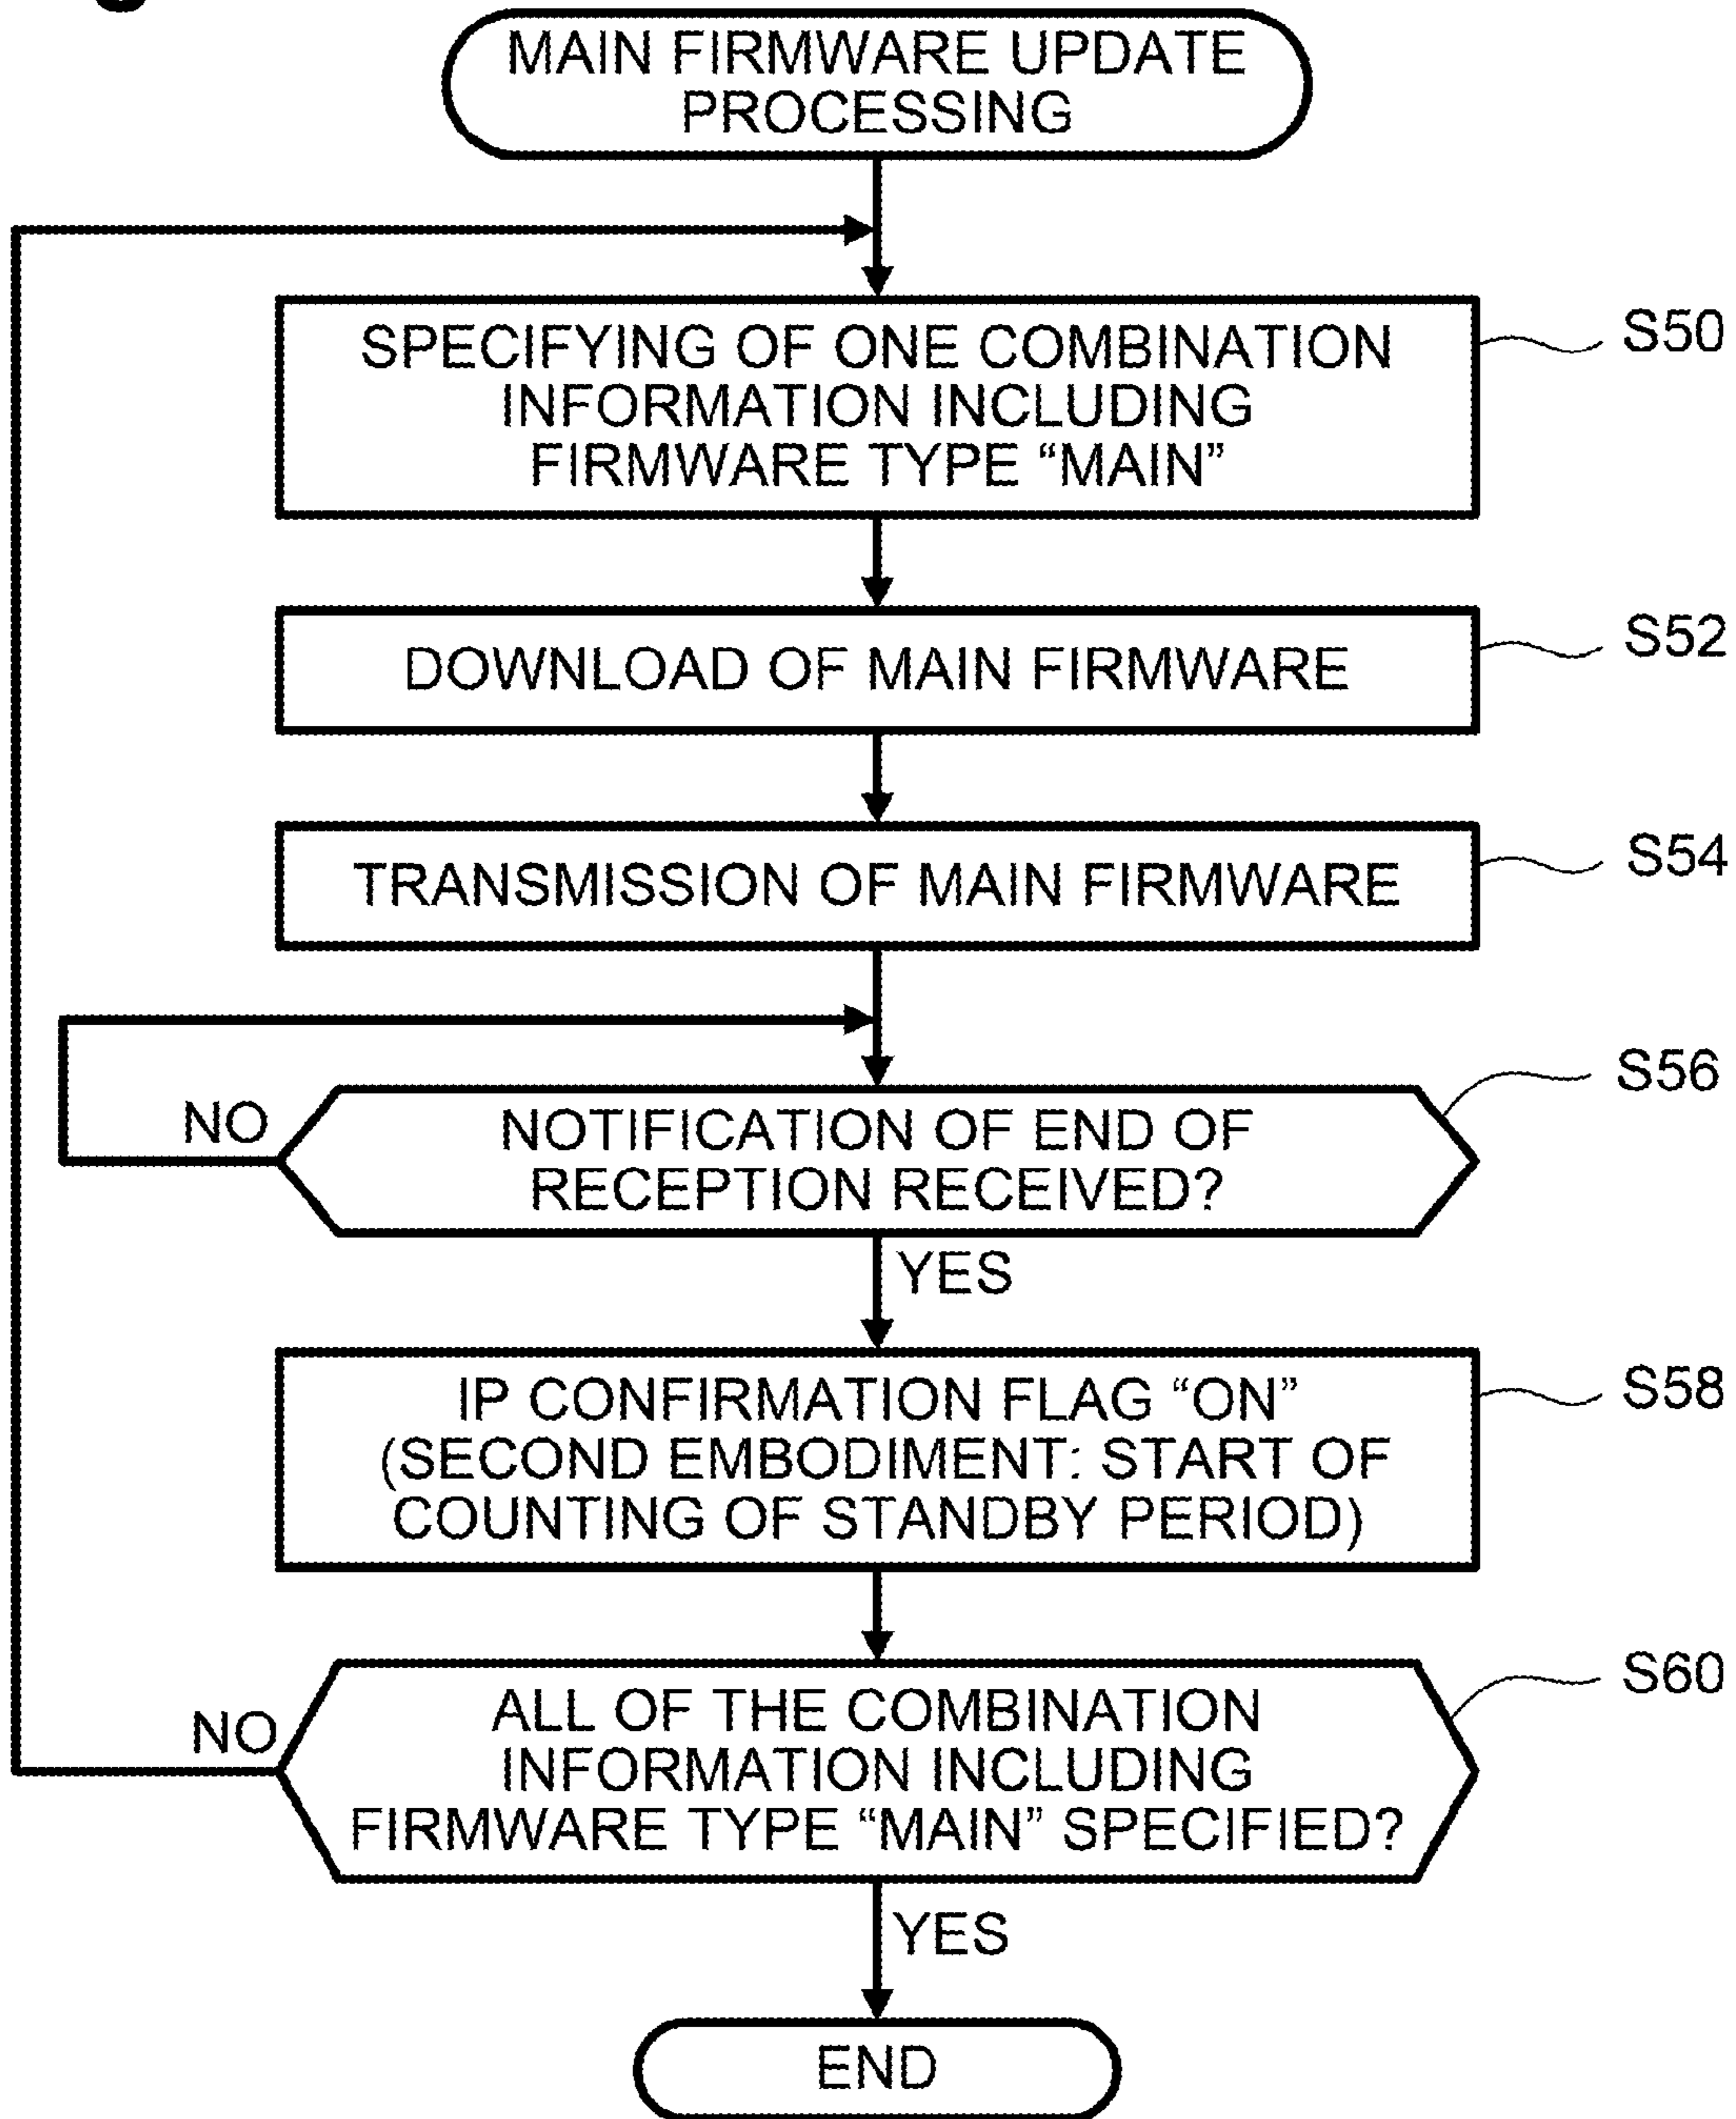 MAIN FIRMWARE UPDATE
PROCESSING
SPECIFYING OF ONE COMBINATION
INFORMATION INCLUDING
FIRMWARE TYPE “MAIN”
S50
DOWNLOAD OF MAIN FIRMWARE
S52
TRANSMISSION OF MAIN FIRMWARE
S54
NO
NOTIFICATION OF END OF
RECEPTION RECEIVED?
S56
YES
IP CONFIRMATION FLAG “ON”
(SECOND EMBODIMENT: START OF
COUNTING OF STANDBY PERIOD)
S58
NO
ALL OF THE COMBINATION
INFORMATION INCLUDING
FIRMWARE TYPE “MAIN” SPECIFIED?
S60
YES
END